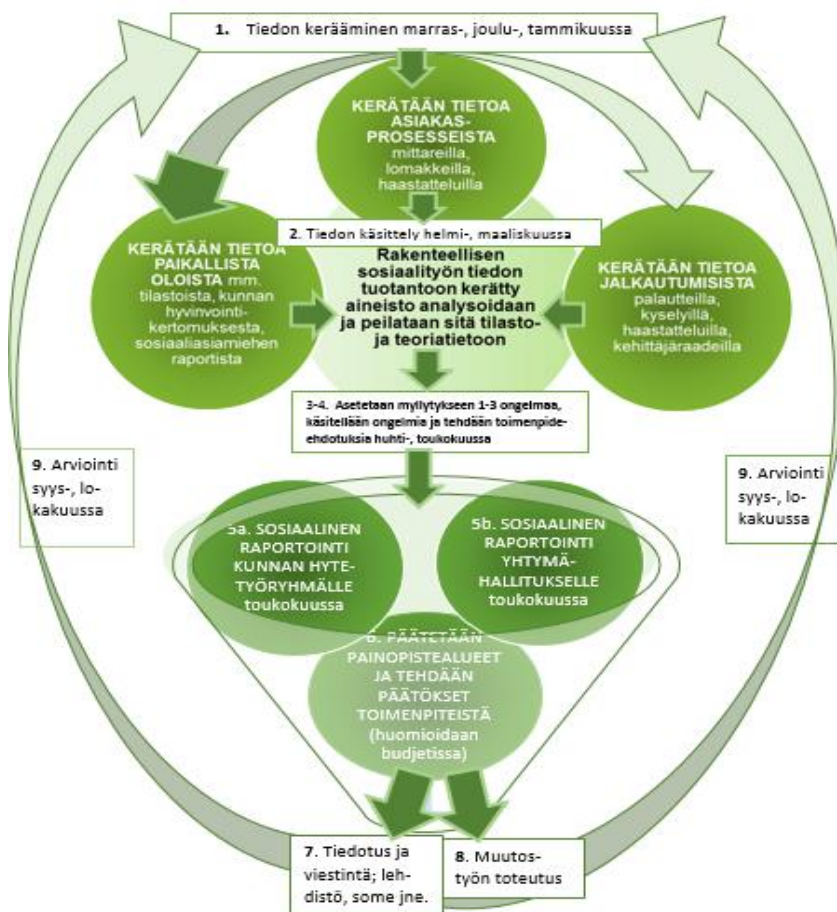 1. Tiedon kerääminen marras-, joulu-, tammikuussa
KERÄTÄÄN TIETOA
ASIAKAS-
PROSESSEISTA
mittareilla,
lomakkeilla,
haastatteluilla
2. Tiedon käsittely helmi-, maaliskuussa
KERÄTÄÄN TIETOA
PAIKALLISTA
OLOISTA mm.
tilastoista, kunnan
hyvinvointi-
kertomuksesta,
sosiaaliasiamiehen
raportista
Rakenteellisen
sosiaalityön tiedon
tuotantoon kerätty
aineisto analysoidaan
ja peilataan sitä tilasto-
ja teoriatietoon
KERÄTÄÄN TIETOA
JALKAUTUMISISTA
palautteilla,
kyselyillä,
haastatteluilla,
kehittäjäraadeilla
3-4. Asetetaan myllytykseen 1-3 ongelmaa,
käsitellään ongelmia ja tehdään toimenpide-
ehdotuksia huhti-, toukokuussa
9. Arviointi
syys-, lo-
kakuussa
9. Arviointi
syys-, lo-
kakuussa
5a. SOSIAALINEN
RAPORTOINTI
KUNNAN HYTE-
TYÖRYHMÄLLE
toukokuussa
5b. SOSIAALINEN
RAPORTOINTI
YHTYMÄ-
HALLITUKSELLE
toukokuussa
6. PÄÄTETÄÄN
PAINOPISTEALUEET
JA TEHDÄÄN
PÄÄTÖKSET
TOIMENPITEISTÄ
(huomioidaan
budjetissa)
7. Tiedotus ja
viestintä; leh-
distö, some jne.
8. Muutos-
työn toteutus